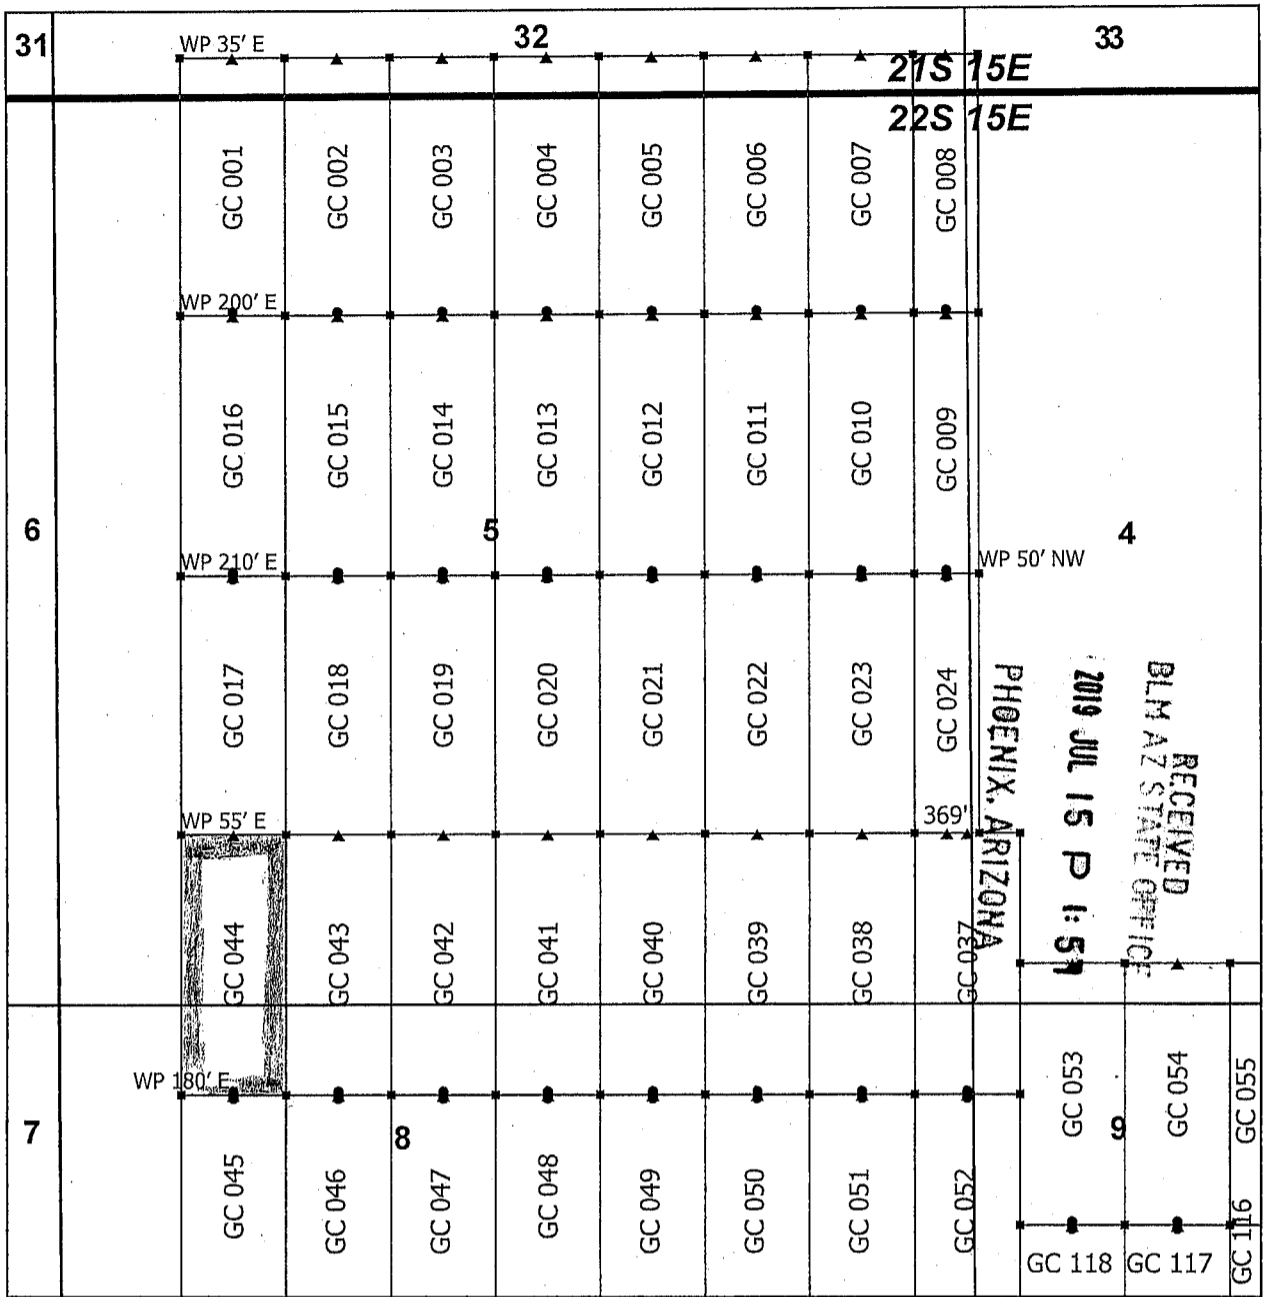 31
32
33
WP 35' E
21S 15E
22S 15E
GC 001
GC 002
GC 003
GC 004
GC 005
GC 006
GC 007
GC 008
WP 200' E
GC 016
GC 015
GC 014
GC 013
GC 012
GC 011
GC 010
GC 009
6
5
4
WP 210' E
WP 50' NW
GC 017
GC 018
GC 019
GC 020
GC 021
GC 022
GC 023
GC 024
RECEIVED
BLM AZ STATE OFFICE
2019 JUL 15 P 1:51
PHOENIX, ARIZONA
WP 55' E
369'
GC 044
GC 043
GC 042
GC 041
GC 040
GC 039
GC 038
GC 037
WP 180' E
7
8
9
GC 053
GC 054
GC 055
GC 045
GC 046
GC 047
GC 048
GC 049
GC 050
GC 051
GC 052
GC 118
GC 117
GC 116